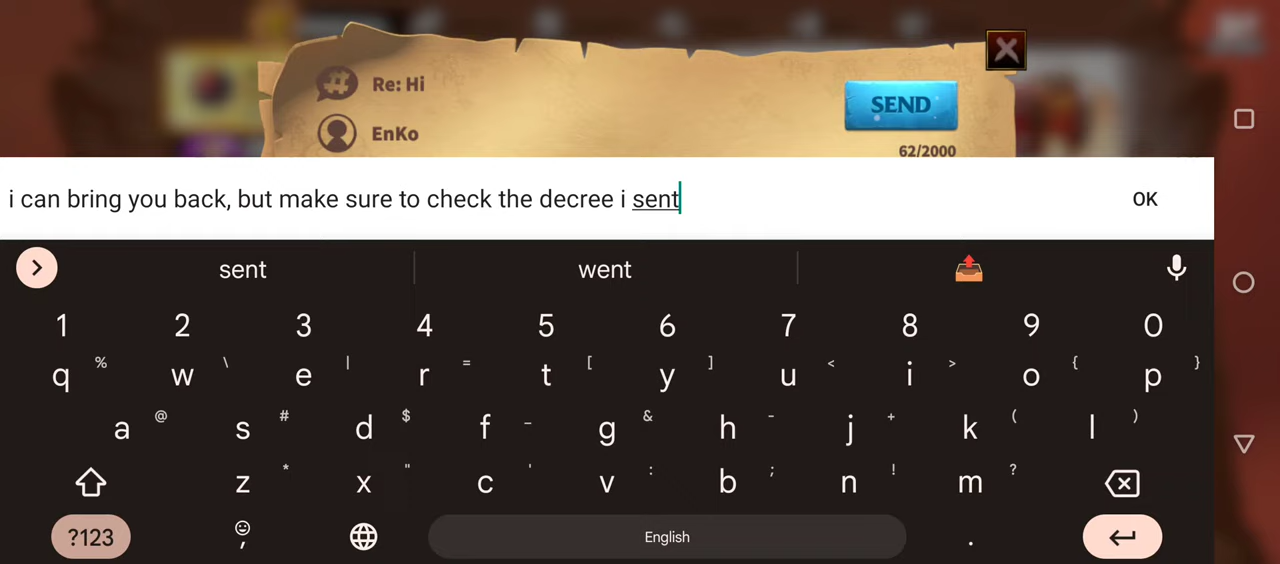 Re: Hi
SEND
EnKo
62/2000
i can bring you back, but make sure to check the decree i sent
OK
sent
went
1 2 3 4 5 6 7 8 9 0
q % w \ e | r = t [ y ] u < i > o { p }
a @ s # d $ f - g & h - j + k ( l )
z * x " c ' v : b ; n ! m ?
?123 , English .